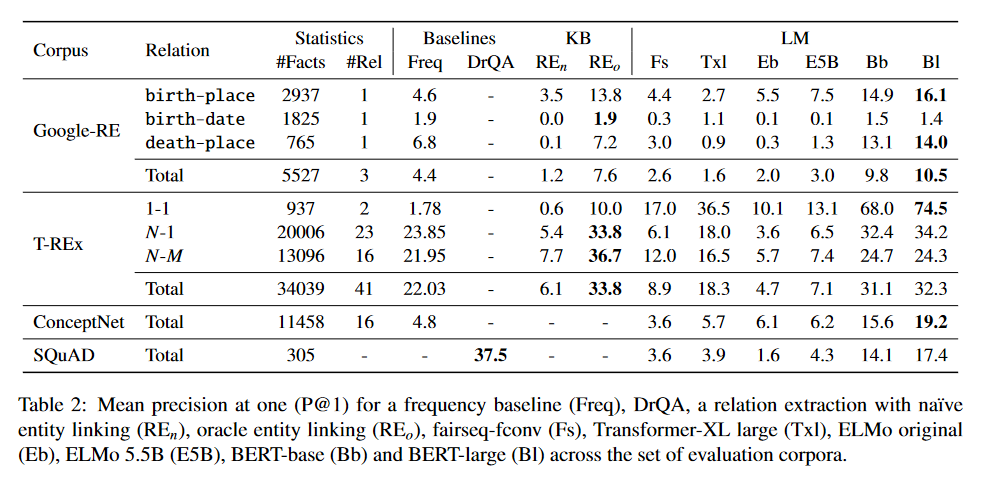 Corpus Relation Statistics Baselines KB LM
#Facts #Rel Freq DrQA REn REo Fs Txl Eb E5B Bb Bl
Google-RE
birth-place 2937 1 4.6 - 3.5 13.8 4.4 2.7 5.5 7.5 14.9 16.1
birth-date 1825 1 1.9 - 0.0 1.9 0.3 1.1 0.1 0.1 1.5 1.4
death-place 765 1 6.8 - 0.1 7.2 3.0 0.9 0.3 1.3 13.1 14.0
Total 5527 3 4.4 - 1.2 7.6 2.6 1.6 2.0 3.0 9.8 10.5
T-REx
1-1 937 2 1.78 - 0.6 10.0 17.0 36.5 10.1 13.1 68.0 74.5
N-1 20006 23 23.85 - 5.4 33.8 6.1 18.0 3.6 6.5 32.4 34.2
N-M 13096 16 21.95 - 7.7 36.7 12.0 16.5 5.7 7.4 24.7 24.3
Total 34039 41 22.03 - 6.1 33.8 8.9 18.3 4.7 7.1 31.1 32.3
ConceptNet Total 11458 16 4.8 - - - 3.6 5.7 6.1 6.2 15.6 19.2
SQuAD Total 305 - - 37.5 - - 3.6 3.9 1.6 4.3 14.1 17.4
Table 2: Mean precision at one (P@1) for a frequency baseline (Freq), DrQA, a relation extraction with naïve
entity linking (REn), oracle entity linking (REo), fairseq-fconv (Fs), Transformer-XL large (Txl), ELMo original
(Eb), ELMo 5.5B (E5B), BERT-base (Bb) and BERT-large (Bl) across the set of evaluation corpora.